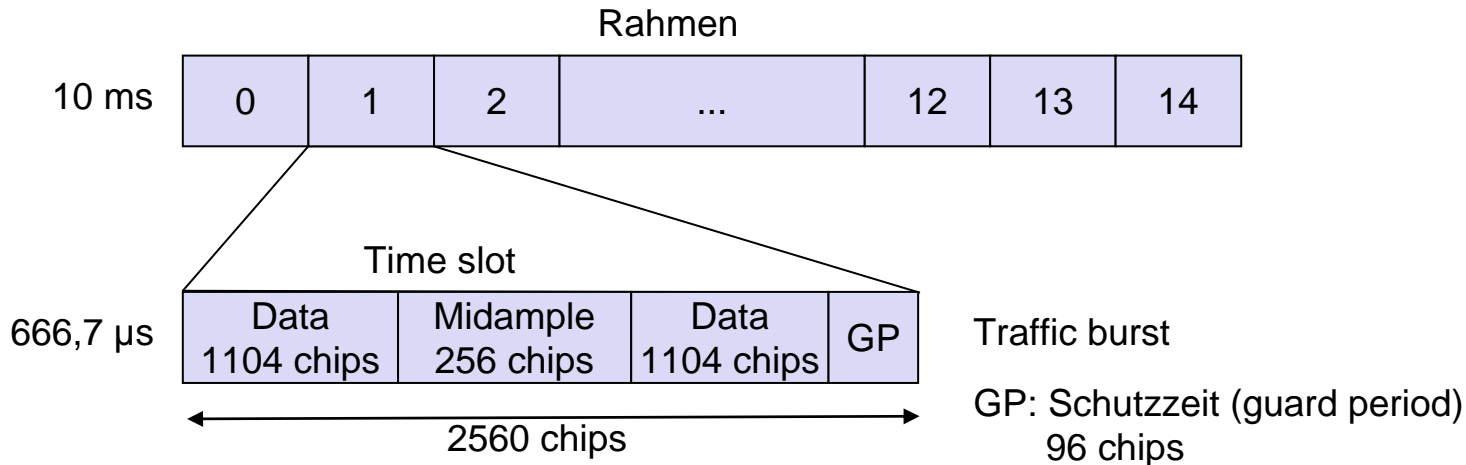 Rahmen
10 ms
0 1 2 ... 12 13 14
Time slot
666,7 µs
Data Midample Data GP
1104 chips 256 chips 1104 chips
Traffic burst
2560 chips
GP: Schutzzeit (guard period)
96 chips